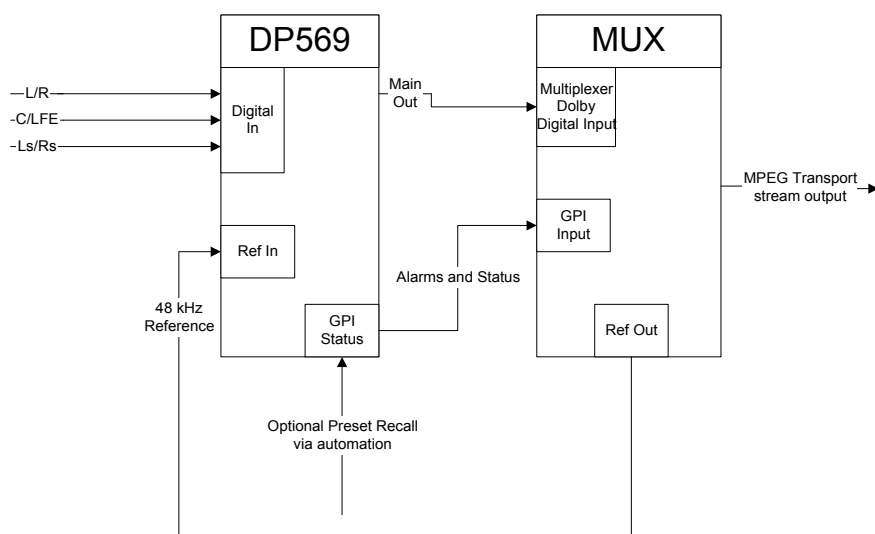 DP569
MUX
L/R
C/LFE
Ls/Rs
Digital
In
Main
Out
Multiplexer
Dolby
Digital Input
MPEG Transport
stream output
GPI
Input
Ref In
Alarms and Status
48 kHz
Reference
GPI
Status
Ref Out
Optional Preset Recall
via automation